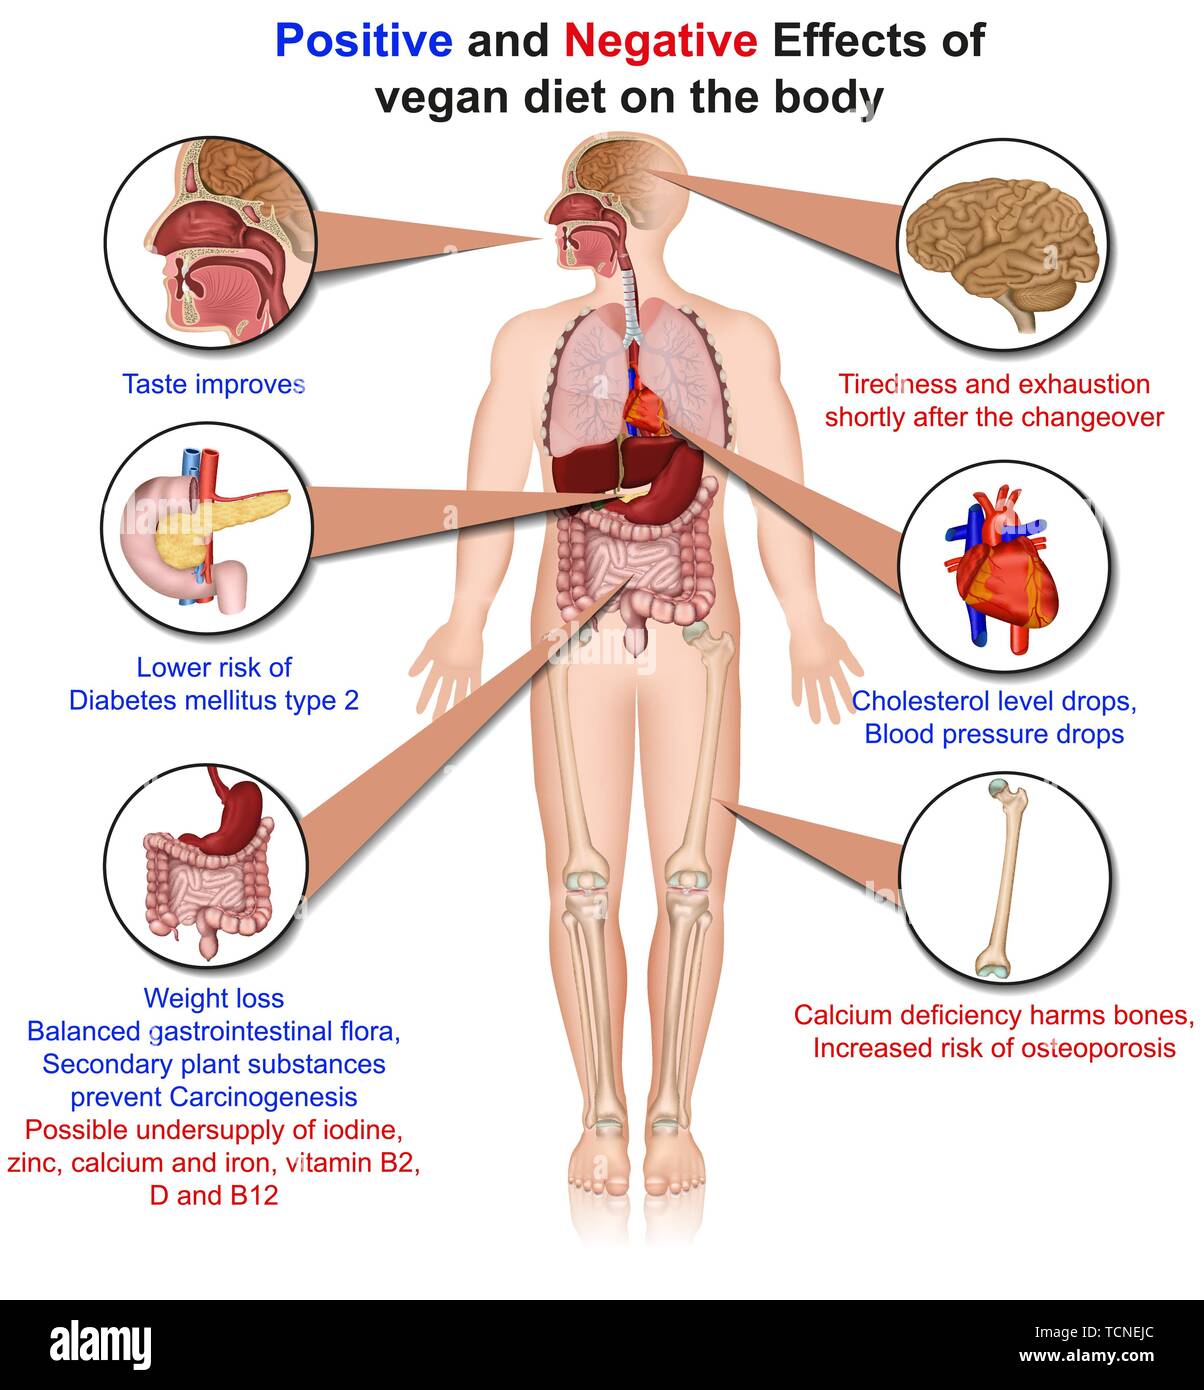 Positive and Negative Effects of
vegan diet on the body
Taste improves
Tiredness and exhaustion
shortly after the changeover
Lower risk of
Diabetes mellitus type 2
Cholesterol level drops,
Blood pressure drops
Weight loss
Balanced gastrointestinal flora,
Secondary plant substances
prevent Carcinogenesis
Possible undersupply of iodine,
zinc, calcium and iron, vitamin B2,
D and B12
Calcium deficiency harms bones,
Increased risk of osteoporosis
alamy
alamy
alamy
alamy
alamy
Image ID: TCNEJC
www.alamy.com